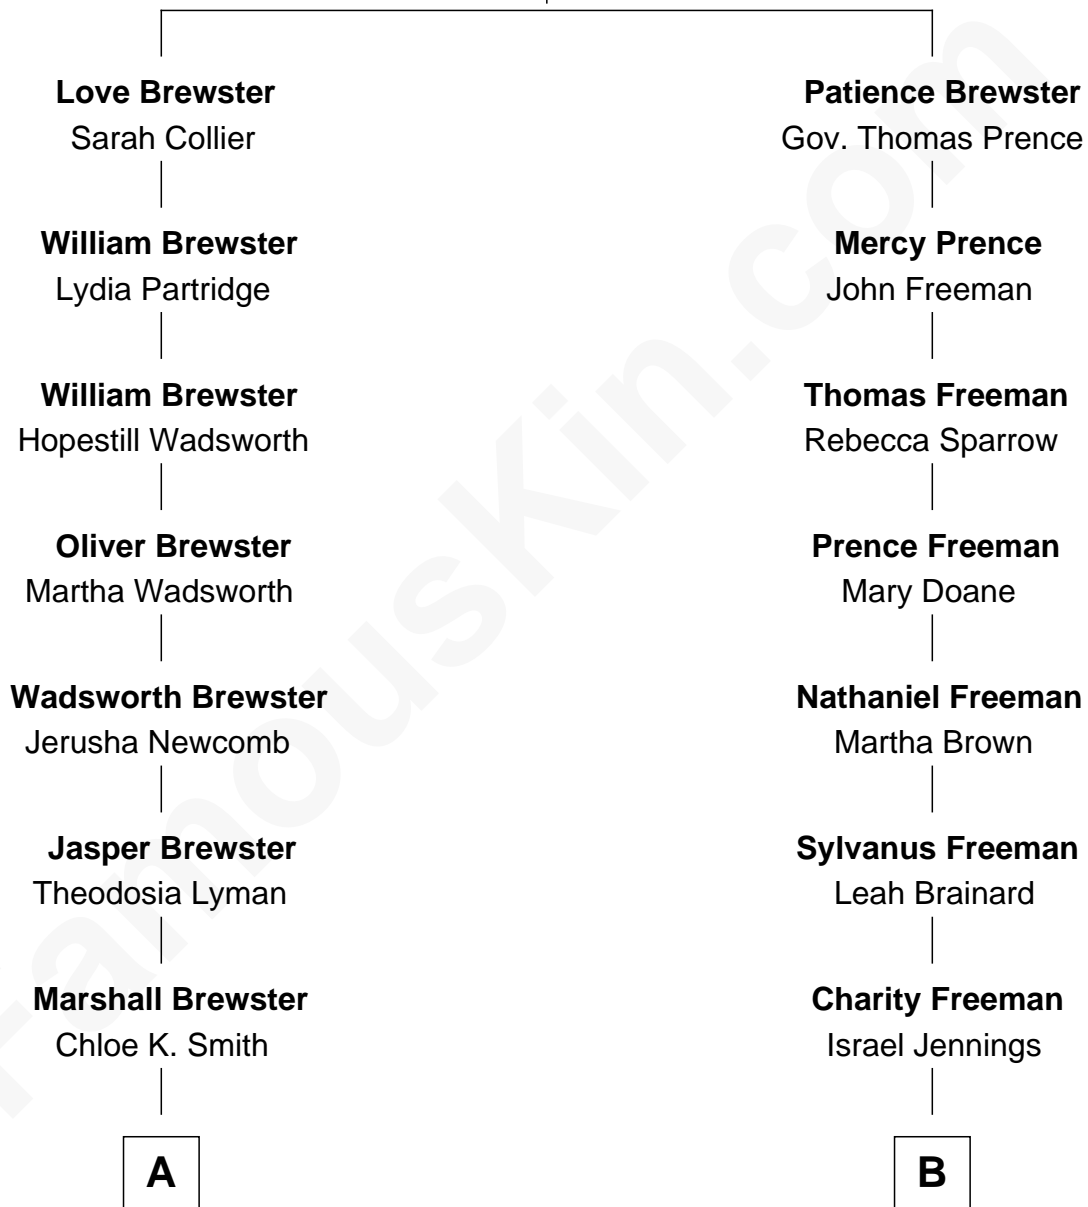 Love Brewster
Sarah Collier
William Brewster
Lydia Partridge
William Brewster
Hopestill Wadsworth
Oliver Brewster
Martha Wadsworth
Wadsworth Brewster
Jerusha Newcomb
Jasper Brewster
Theodosia Lyman
Marshall Brewster
Chloe K. Smith
A
Patience Brewster
Gov. Thomas Prence
Mercy Prence
John Freeman
Thomas Freeman
Rebecca Sparrow
Prence Freeman
Mary Doane
Nathaniel Freeman
Martha Brown
Sylvanus Freeman
Leah Brainard
Charity Freeman
Israel Jennings
B
FamousKin.com